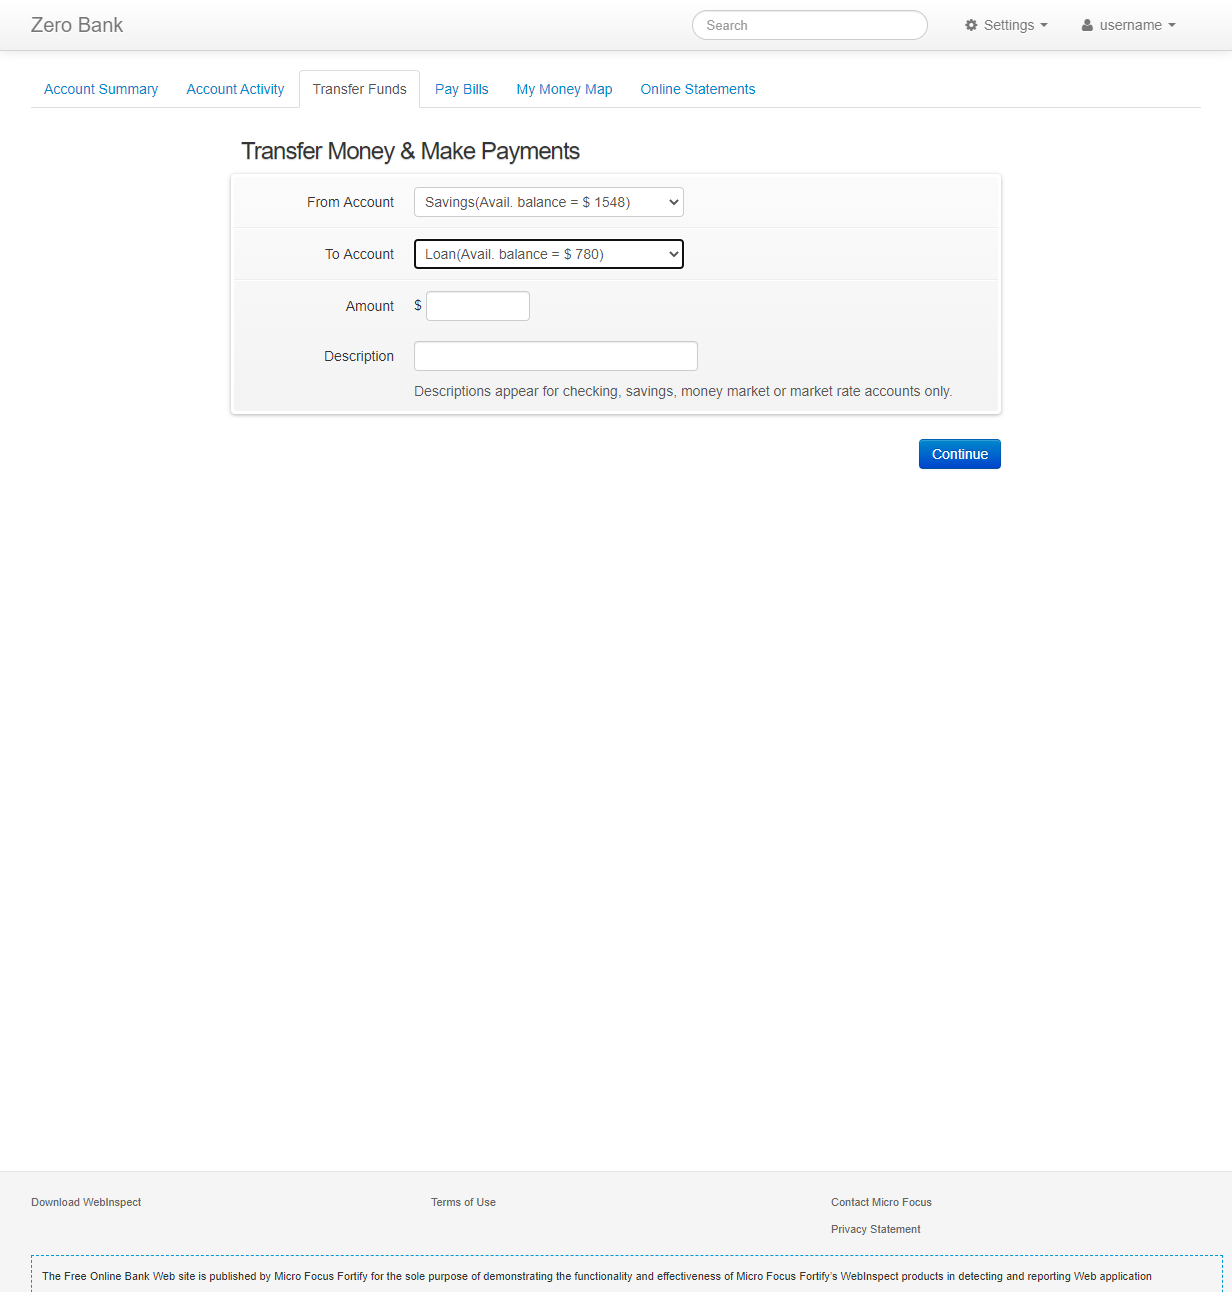 Zero Bank
Search
Settings
username
Account Summary
Account Activity
Transfer Funds
Pay Bills
My Money Map
Online Statements
Transfer Money & Make Payments
From Account
Savings(Avail. balance = $ 1548)
To Account
Loan(Avail. balance = $ 780)
Amount
$
Description
Descriptions appear for checking, savings, money market or market rate accounts only.
Continue
Download WebInspect
Terms of Use
Contact Micro Focus
Privacy Statement
The Free Online Bank Web site is published by Micro Focus Fortify for the sole purpose of demonstrating the functionality and effectiveness of Micro Focus Fortify's WebInspect products in detecting and reporting Web application